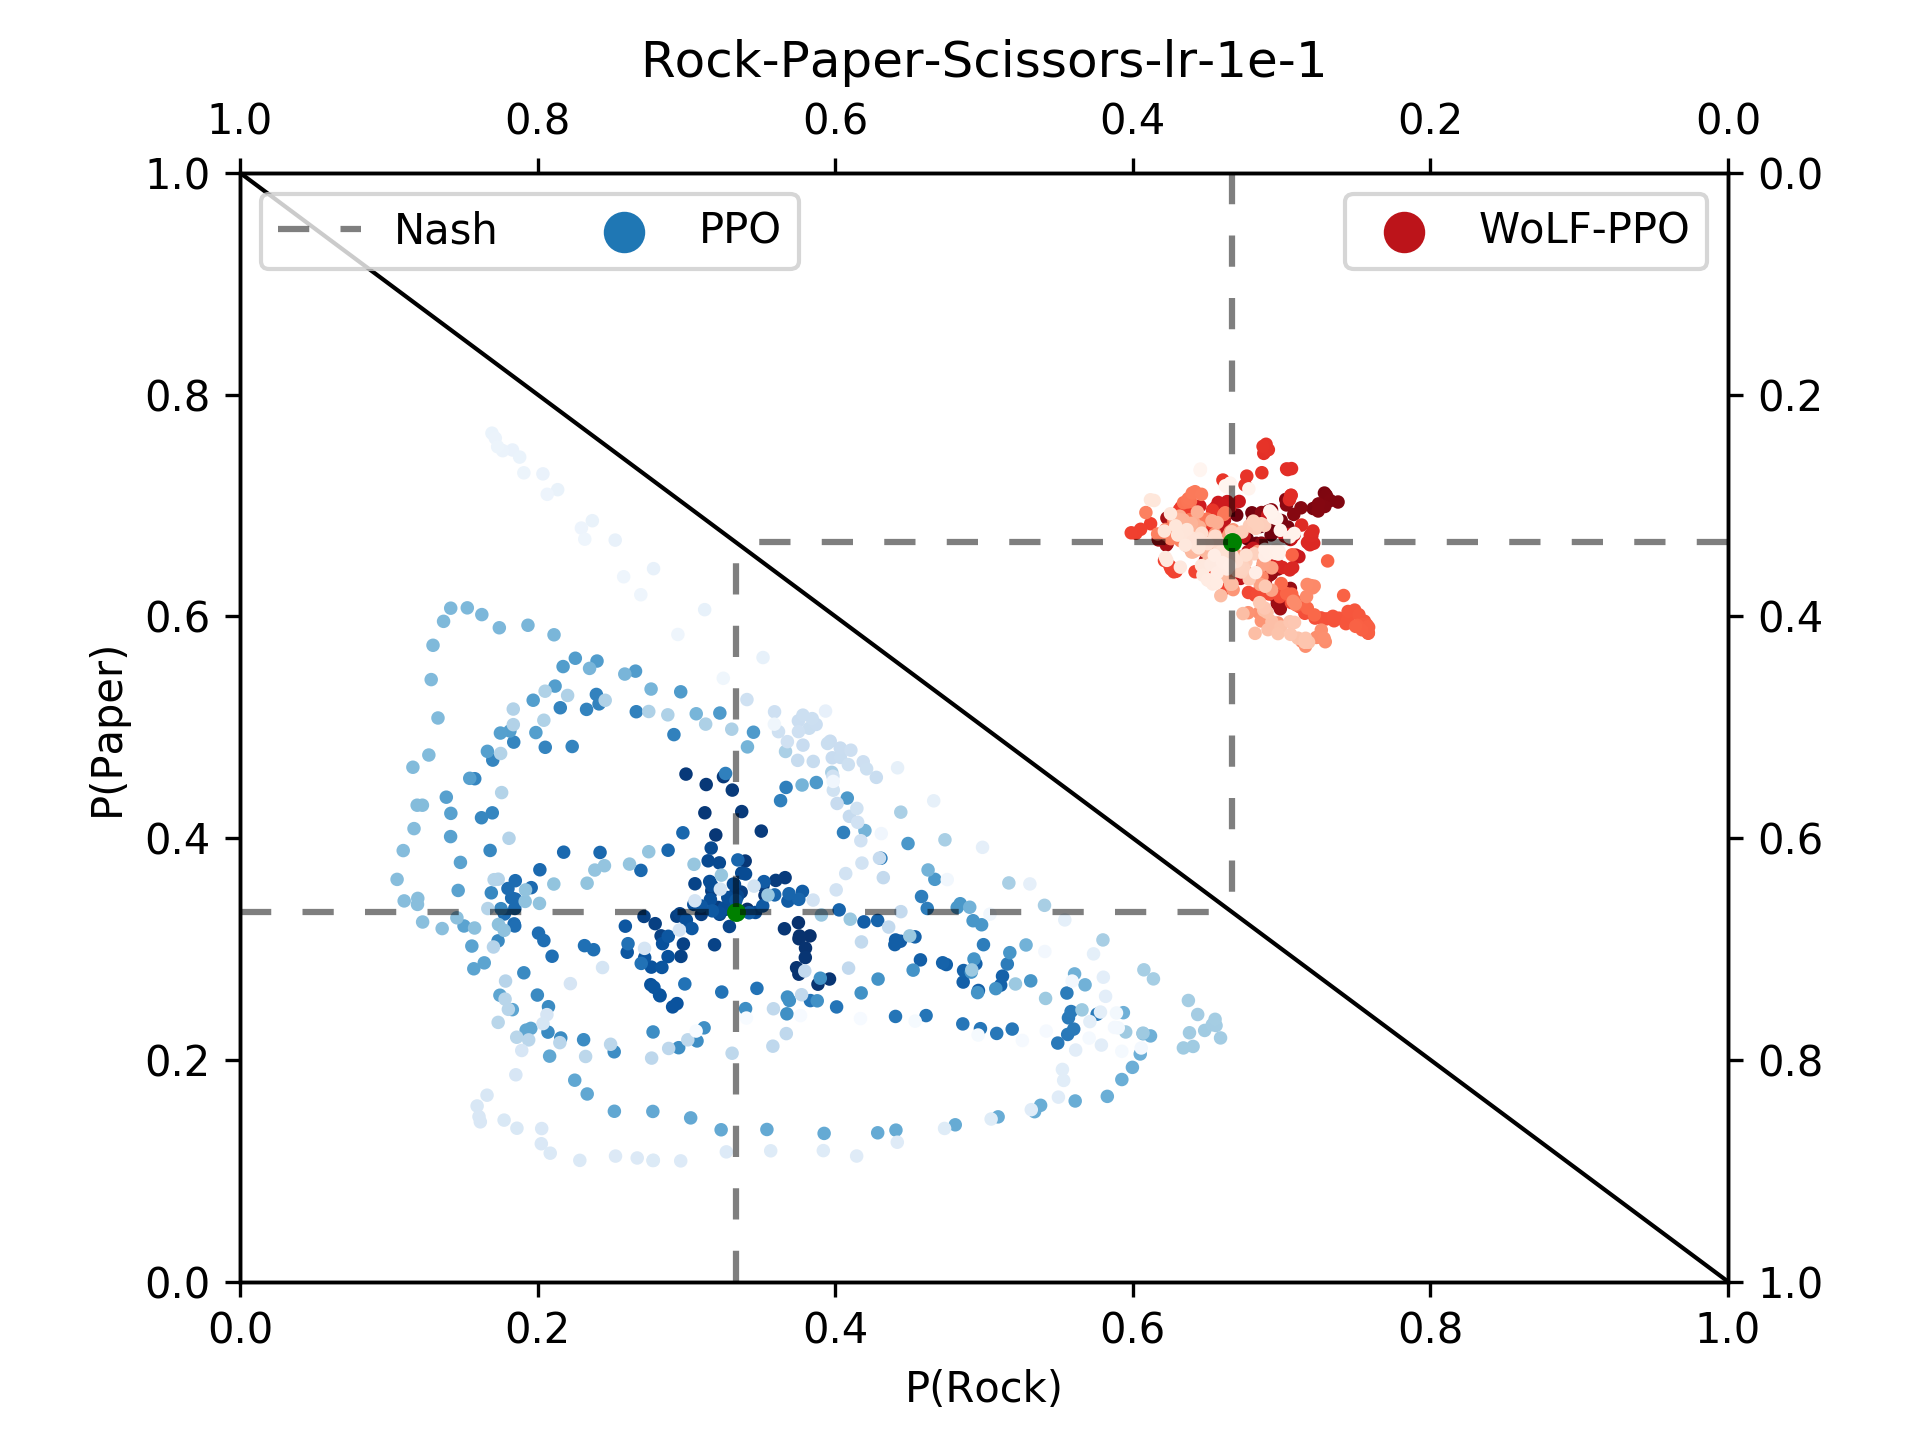 Rock-Paper-Scissors-lr-1e-1
1.0 0.8 0.6 0.4 0.2 0.0
1.0 0.0
Nash PPO WoLF-PPO
0.8 0.2
0.6 0.4
P(Paper)
0.4 0.6
0.2 0.8
0.0 1.0
0.0 0.2 0.4 0.6 0.8 1.0
P(Rock)